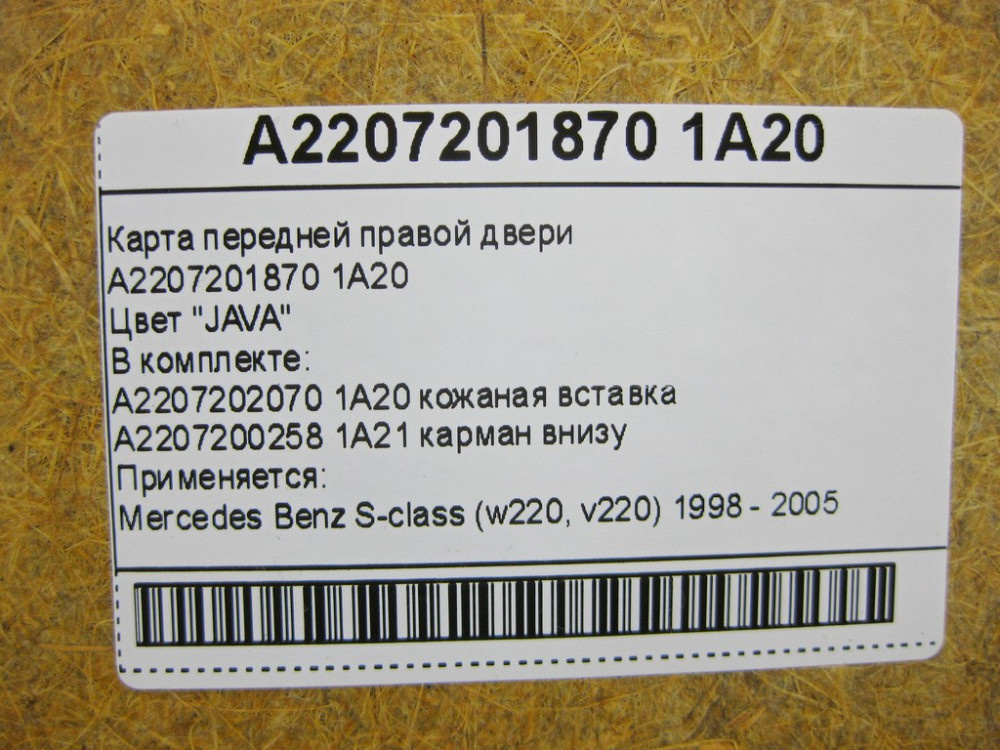 A2207201870 1A20
Карта передней правой двери
A2207201870 1A20
Цвет "JAVA"
В комплекте:
A2207202070 1A20 кожаная вставка
A2207200258 1A21 карман внизу
Применяется:
Mercedes Benz S-class (w220, v220) 1998 - 2005